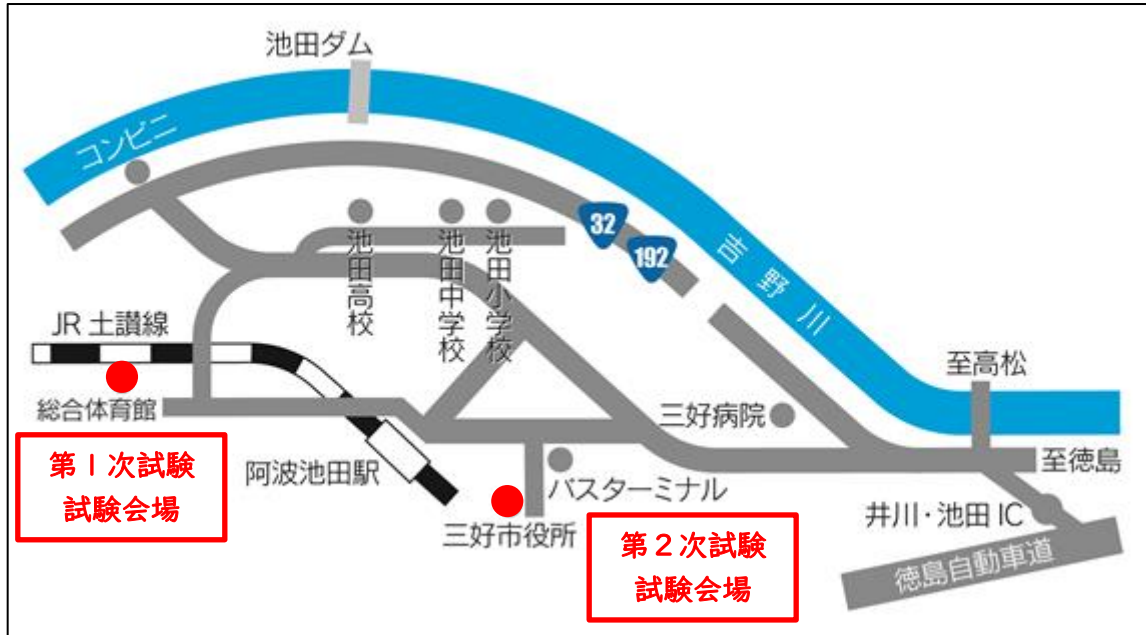 池田ダム
コンビニ
32
192
吉野川
池田高校
池田中学校
池田小学校
JR 土讃線
至高松
総合体育館
三好病院
第1次試験
試験会場
阿波池田駅
バスターミナル
至徳島
三好市役所
第2次試験
試験会場
井川・池田 IC
徳島自動車道